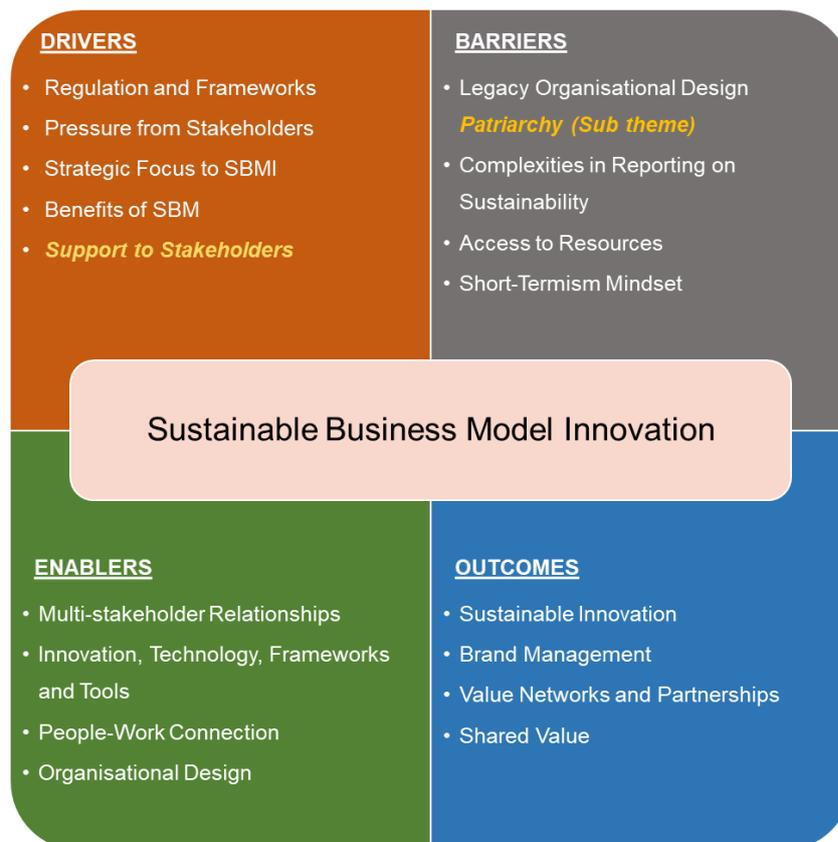 DRIVERS
• Regulation and Frameworks
• Pressure from Stakeholders
• Strategic Focus to SBMI
• Benefits of SBM
• Support to Stakeholders
BARRIERS
• Legacy Organisational Design
Patriarchy (Sub theme)
• Complexities in Reporting on
Sustainability
• Access to Resources
• Short-Termism Mindset
Sustainable Business Model Innovation
ENABLERS
• Multi-stakeholder Relationships
• Innovation, Technology, Frameworks
and Tools
• People-Work Connection
• Organisational Design
OUTCOMES
• Sustainable Innovation
• Brand Management
• Value Networks and Partnerships
• Shared Value